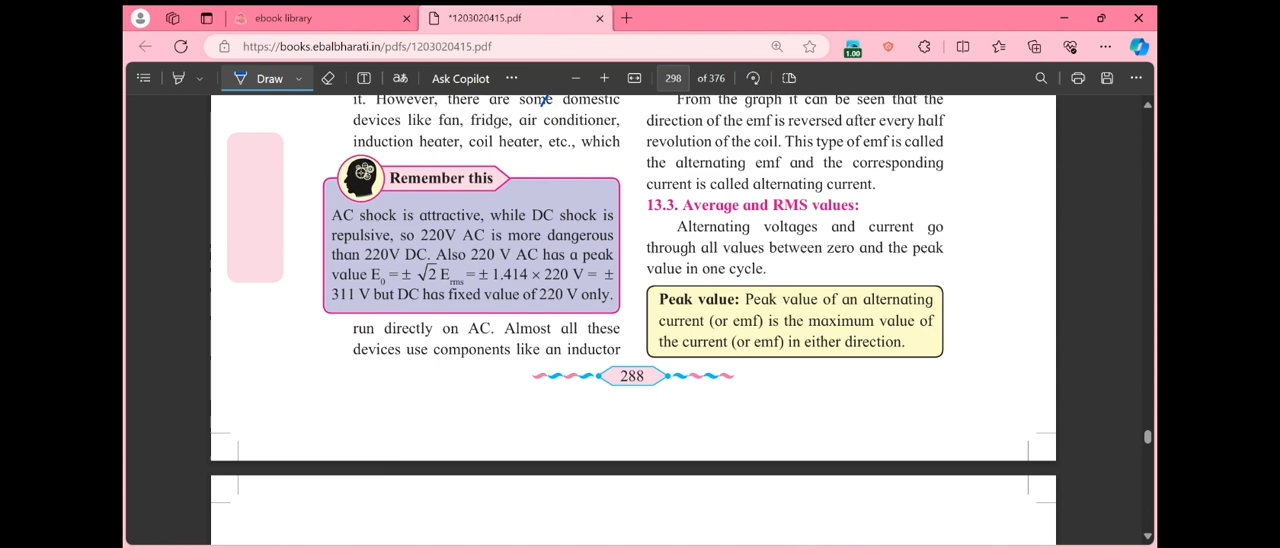 ebook library
*1203020415.pdf
https://books.ebalbharati.in/pdfs/1203020415.pdf
1.00
Draw
Ask Copilot
298 of 376
it. However, there are some domestic
devices like fan, fridge, air conditioner,
induction heater, coil heater, etc., which
Remember this
AC shock is attractive, while DC shock is
repulsive, so 220V AC is more dangerous
than 220V DC. Also 220 V AC has a peak
value E₀ = ± √2 Eᵣₘₛ = ± 1.414 × 220 V = ±
311 V but DC has fixed value of 220 V only.
run directly on AC. Almost all these
devices use components like an inductor
From the graph it can be seen that the
direction of the emf is reversed after every half
revolution of the coil. This type of emf is called
the alternating emf and the corresponding
current is called alternating current.
13.3. Average and RMS values:
Alternating voltages and current go
through all values between zero and the peak
value in one cycle.
Peak value: Peak value of an alternating
current (or emf) is the maximum value of
the current (or emf) in either direction.
288